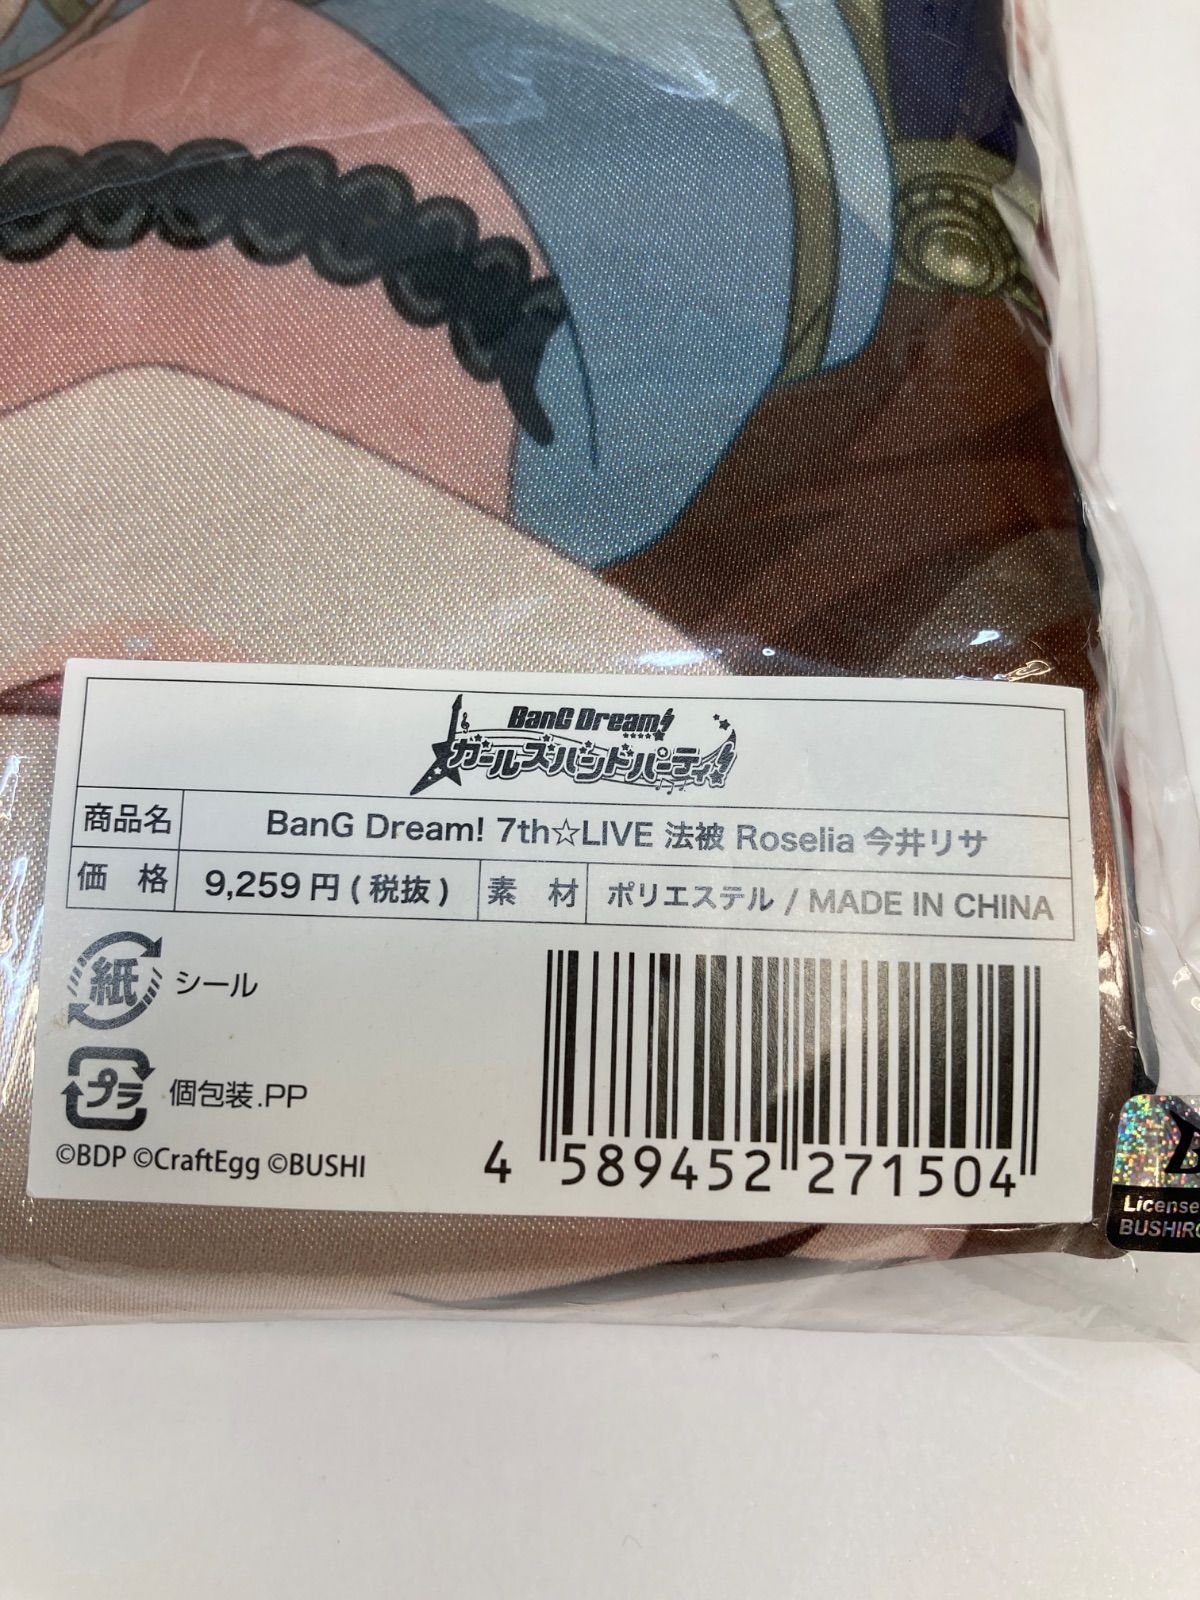 BanG Dream!
ガールズバンドパーティ!
商品名 BanG Dream! 7th☆LIVE 法被 Roselia 今井リサ
価 格 9,259円(税抜) 素 材 ポリエステル / MADE IN CHINA
紙 シール
プラ 個包装.PP
©BDP ©CraftEgg ©BUSHI
4 589452 271504
License
BUSHIRO